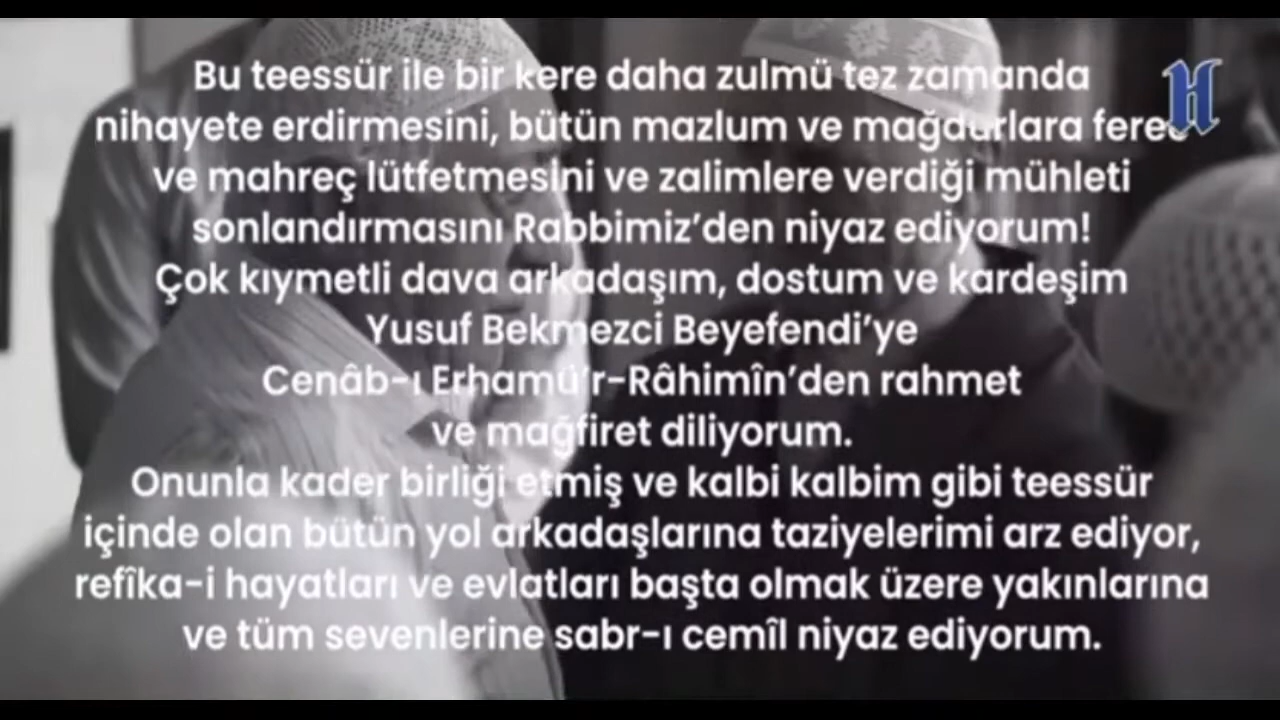 Bu teessür ile bir kere daha zulmü tez zamanda
nihayete erdirmesini, bütün mazlum ve mağdurlara ferec
ve mahreç lütfetmesini ve zalimlere verdiği mühleti
sonlandırmasını Rabbimiz’den niyaz ediyorum!
Çok kıymetli dava arkadaşım, dostum ve kardeşim
Yusuf Bekmezci Beyefendi’ye
Cenâb-ı Erhamü’r-Râhimîn’den rahmet
ve mağfiret diliyorum.
Onunla kader birliği etmiş ve kalbi kalbim gibi teessür
içinde olan bütün yol arkadaşlarına taziyelerimi arz ediyor,
refîka-i hayatları ve evlatları başta olmak üzere yakınlarına
ve tüm sevenlerine sabr-ı cemîl niyaz ediyorum.
H